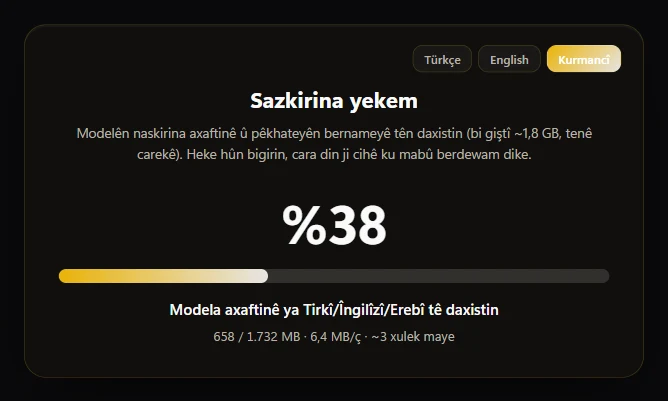 Türkçe
English
Kurmancî
Sazkirina yekem
Modelên naskirina axaftinê û pêkhateyên bernameyê tên daxistin (bi giştî ~1,8 GB, tenê
carekê). Heke hûn bigirin, cara din ji cihê ku mabû berdewam dike.
%38
Modela axaftinê ya Tirkî/Îngilîzî/Erebî tê daxistin
658 / 1.732 MB · 6,4 MB/ç · ~3 xulek maye